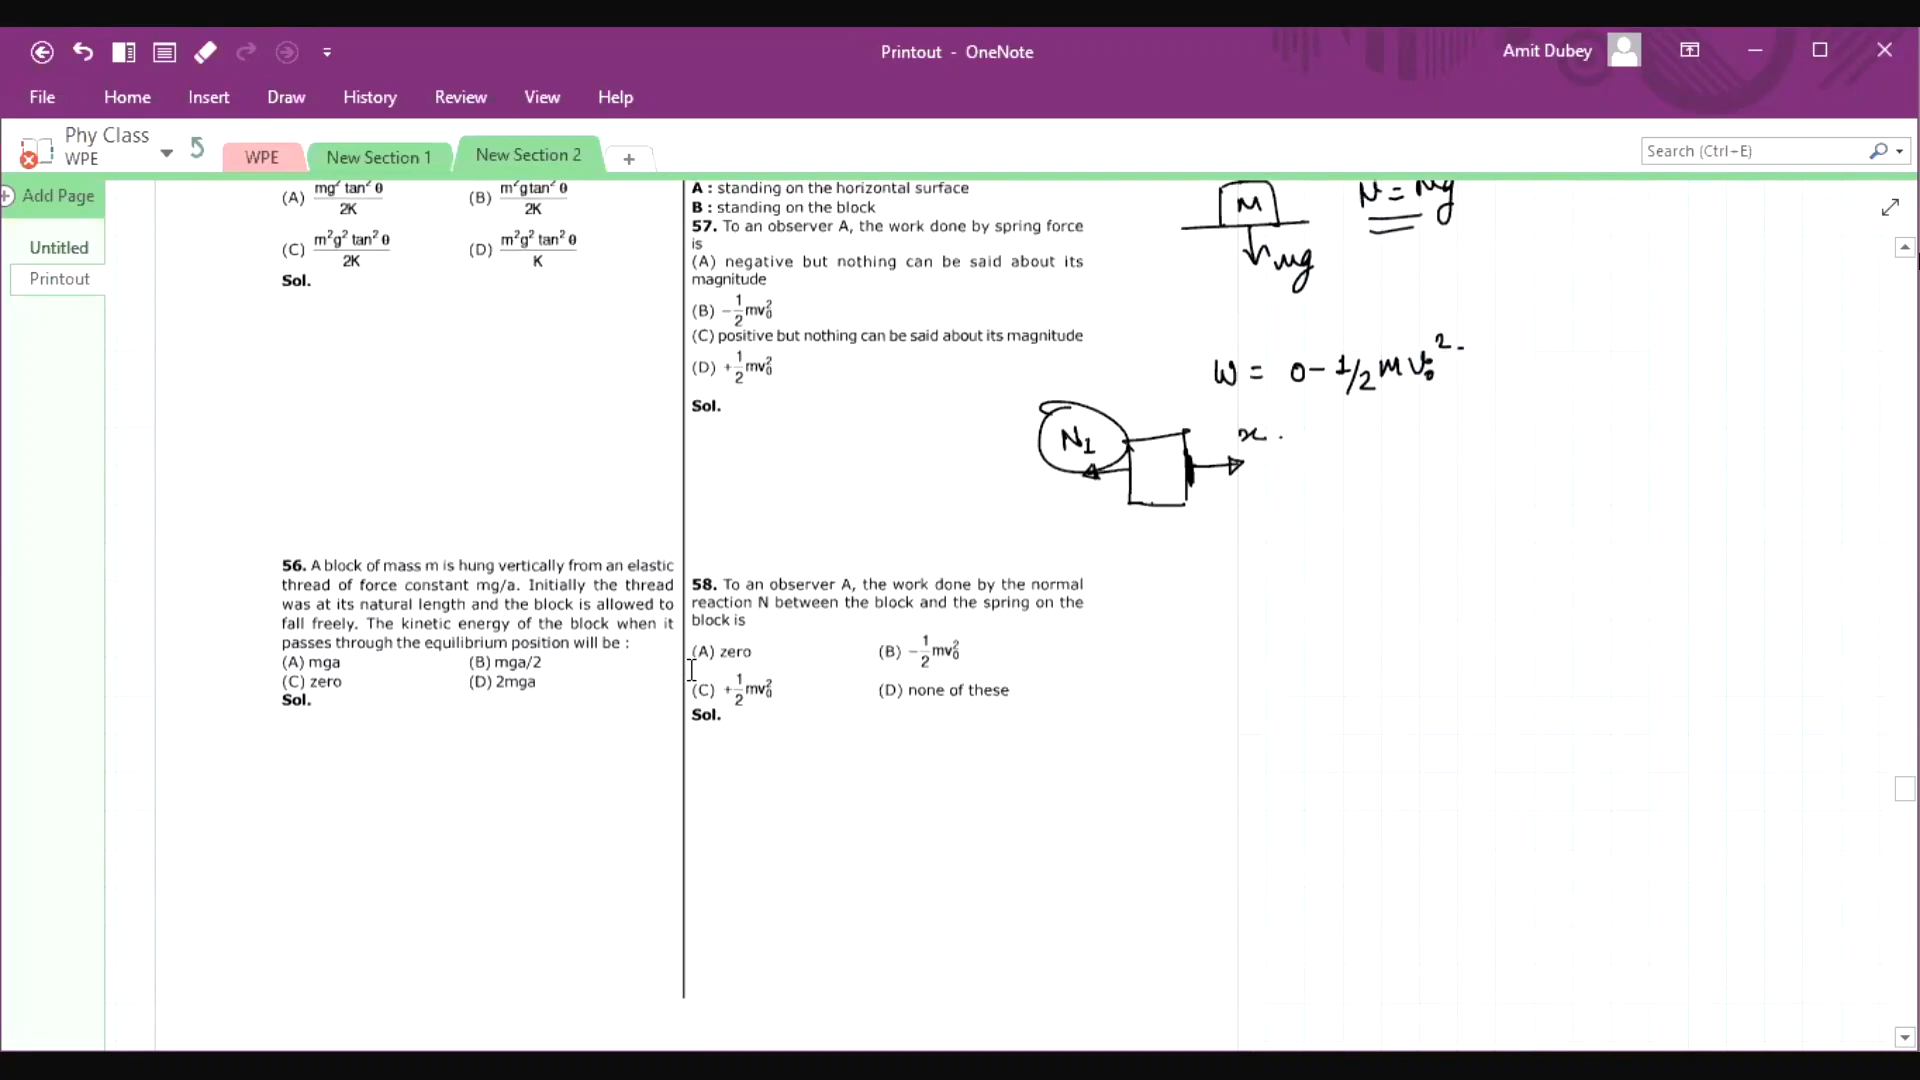 Printout - OneNote
Amit Dubey
File Home Insert Draw History Review View Help
Phy Class
WPE
WPE
New Section 1
New Section 2
Search (Ctrl+E)
Add Page
Untitled
Printout
(A) mg² tan² θ / 2K (B) m²gtan² θ / 2K
(C) m²g² tan² θ / 2K (D) m²g² tan² θ / K
Sol.
56. A block of mass m is hung vertically from an elastic
thread of force constant mg/a. Initially the thread
was at its natural length and the block is allowed to
fall freely. The kinetic energy of the block when it
passes through the equilibrium position will be :
(A) mga (B) mga/2
(C) zero (D) 2mga
Sol.
A : standing on the horizontal surface
B : standing on the block
57. To an observer A, the work done by spring force
is
(A) negative but nothing can be said about its
magnitude
(B) −1/2 mv₀²
(C) positive but nothing can be said about its magnitude
(D) +1/2 mv₀²
Sol.
58. To an observer A, the work done by the normal
reaction N between the block and the spring on the
block is
(A) zero (B) −1/2 mv₀²
(C) +1/2 mv₀² (D) none of these
Sol.
M
N = Mg
Mg
W = 0 - 1/2 M v₀²
N1
x.